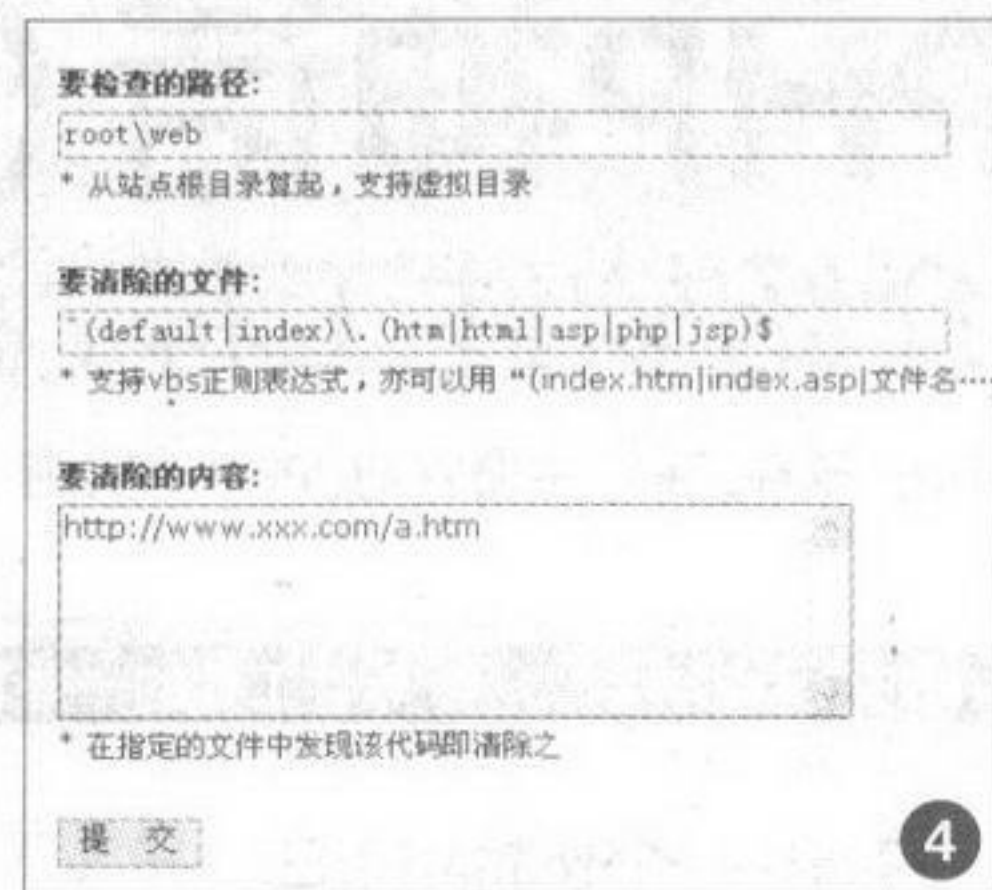 要检查的路径:
root\web
* 从站点根目录算起，支持虚拟目录
要清除的文件:
^(default|index)\.(htm|html|asp|php|jsp)$
* 支持vbs正则表达式，亦可以用“(index.htm|index.asp|文件名…
要清除的内容:
http://www.xxx.com/a.htm
* 在指定的文件中发现该代码即清除之
提 交
4